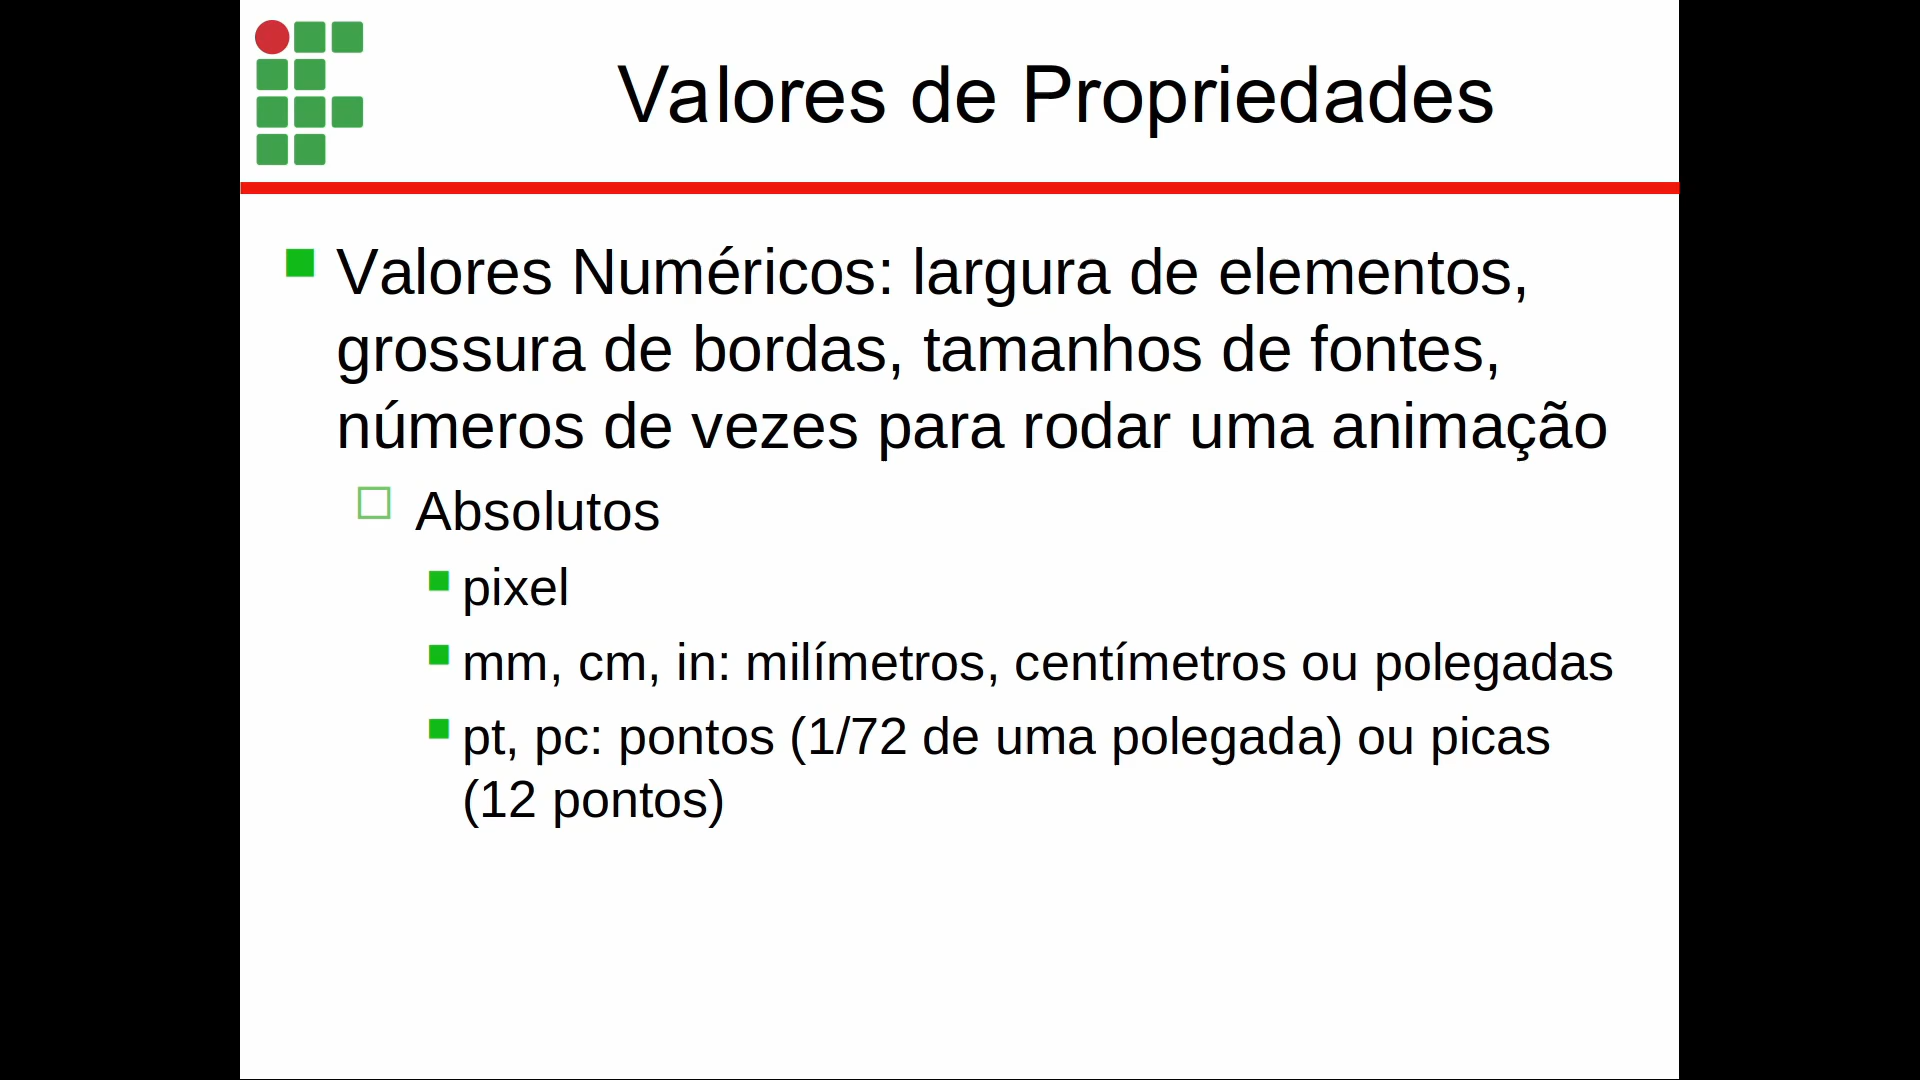 Valores de Propriedades
Valores Numéricos: largura de elementos,
grossura de bordas, tamanhos de fontes,
números de vezes para rodar uma animação
Absolutos
pixel
mm, cm, in: milímetros, centímetros ou polegadas
pt, pc: pontos (1/72 de uma polegada) ou picas
(12 pontos)